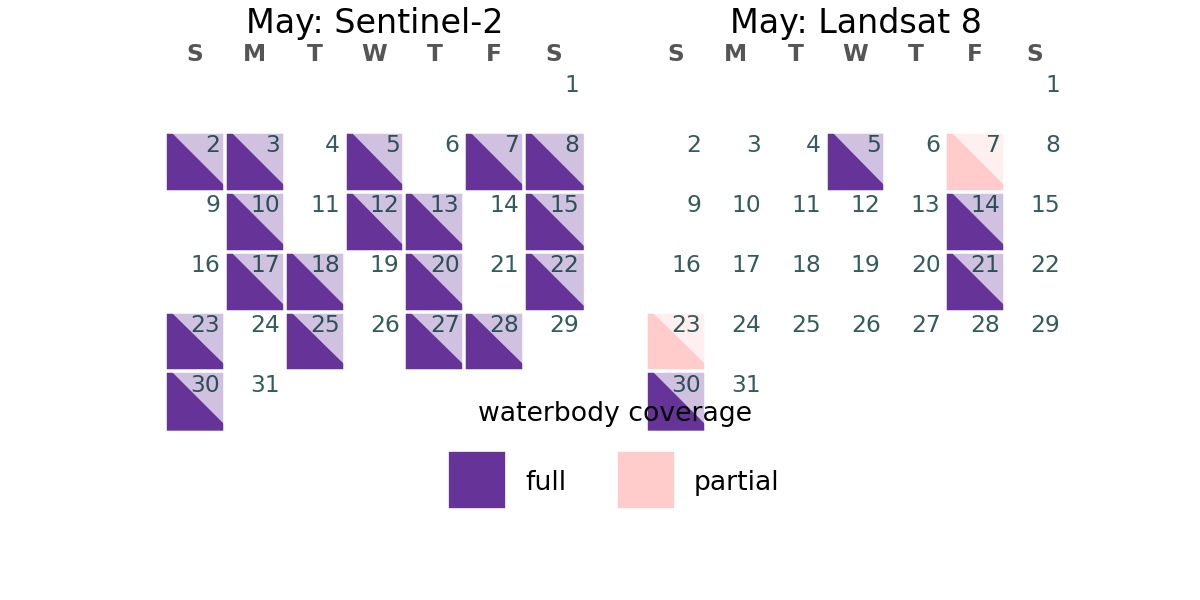 May: Sentinel-2
S M T W T F S
1
2 3 4 5 6 7 8
9 10 11 12 13 14 15
16 17 18 19 20 21 22
23 24 25 26 27 28 29
30 31
May: Landsat 8
S M T W T F S
1
2 3 4 5 6 7 8
9 10 11 12 13 14 15
16 17 18 19 20 21 22
23 24 25 26 27 28 29
30 31
waterbody coverage
full partial